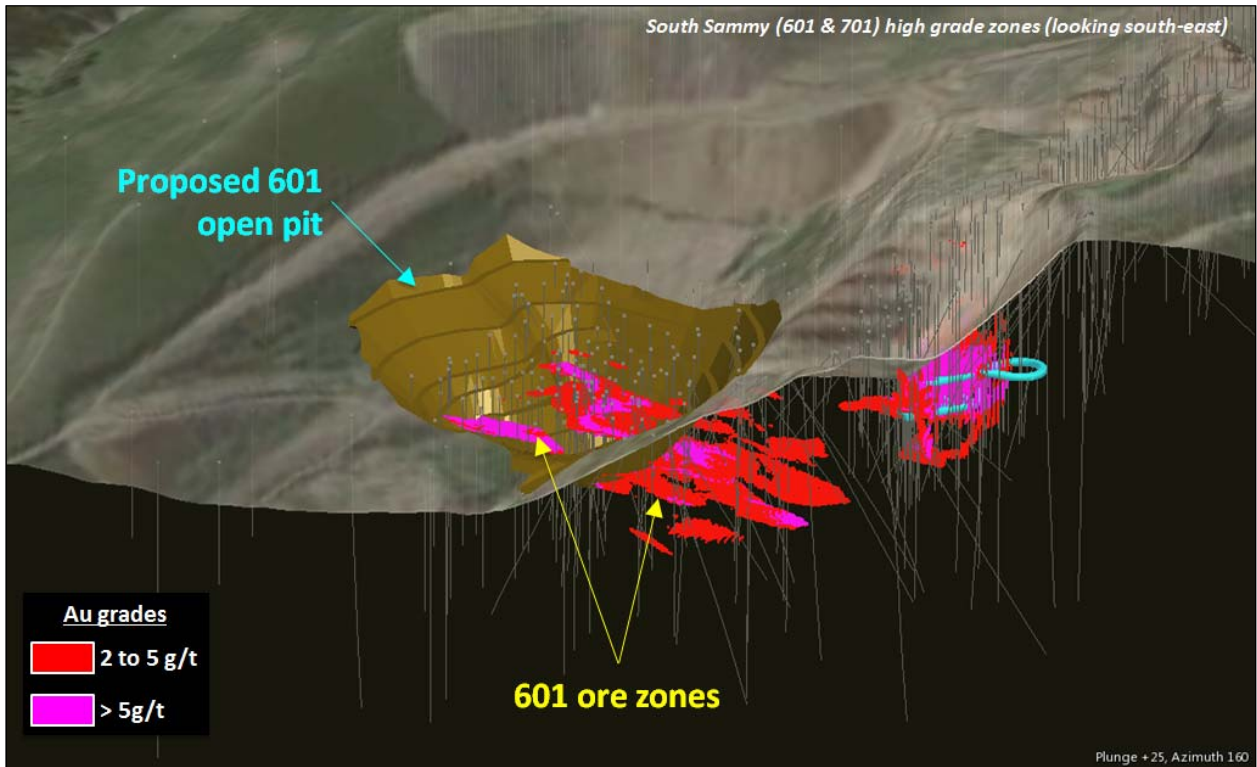 South Sammy (601 & 701) high grade zones (looking south-east)
Proposed 601
open pit
601 ore zones
Au grades
2 to 5 g/t
> 5g/t
Plunge +25, Azimuth 160